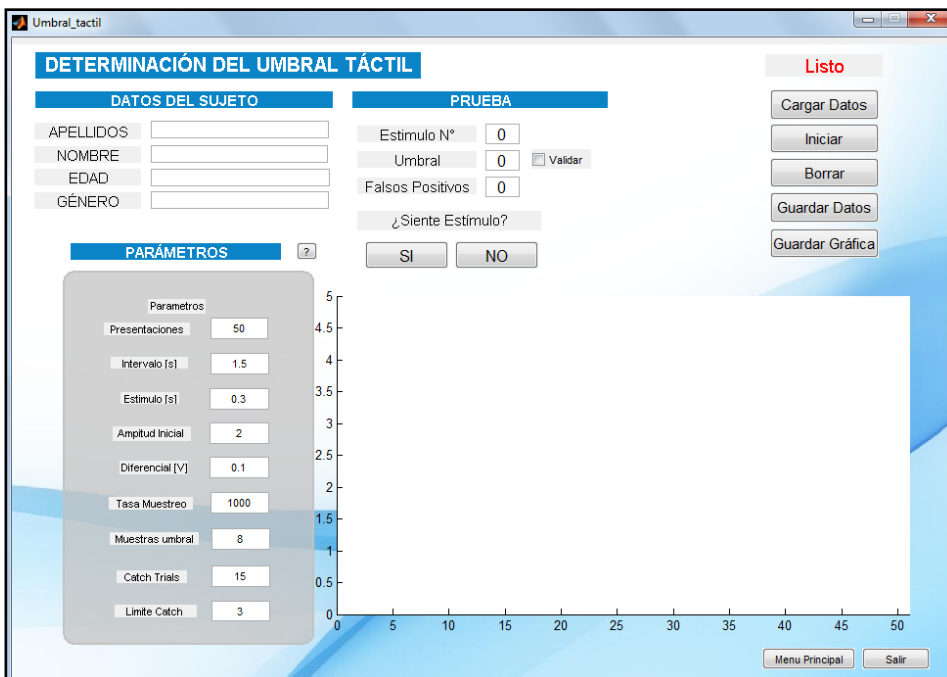 Umbral_tactil
DETERMINACIÓN DEL UMBRAL TÁCTIL
Listo
DATOS DEL SUJETO
APELLIDOS
NOMBRE
EDAD
GÉNERO
PRUEBA
Estimulo N° 0
Umbral 0 Validar
Falsos Positivos 0
¿Siente Estímulo?
SI NO
Cargar Datos
Iniciar
Borrar
Guardar Datos
Guardar Gráfica
PARÁMETROS ?
Parametros
Presentaciones 50
Intervalo [s] 1.5
Estimulo [s] 0.3
Ampitud Inicial 2
Diferencial [V] 0.1
Tasa Muestreo 1000
Muestras umbral 8
Catch Trials 15
Limite Catch 3
5
4.5
4
3.5
3
2.5
2
1.5
1
0.5
0
0 5 10 15 20 25 30 35 40 45 50
Menu Principal Salir